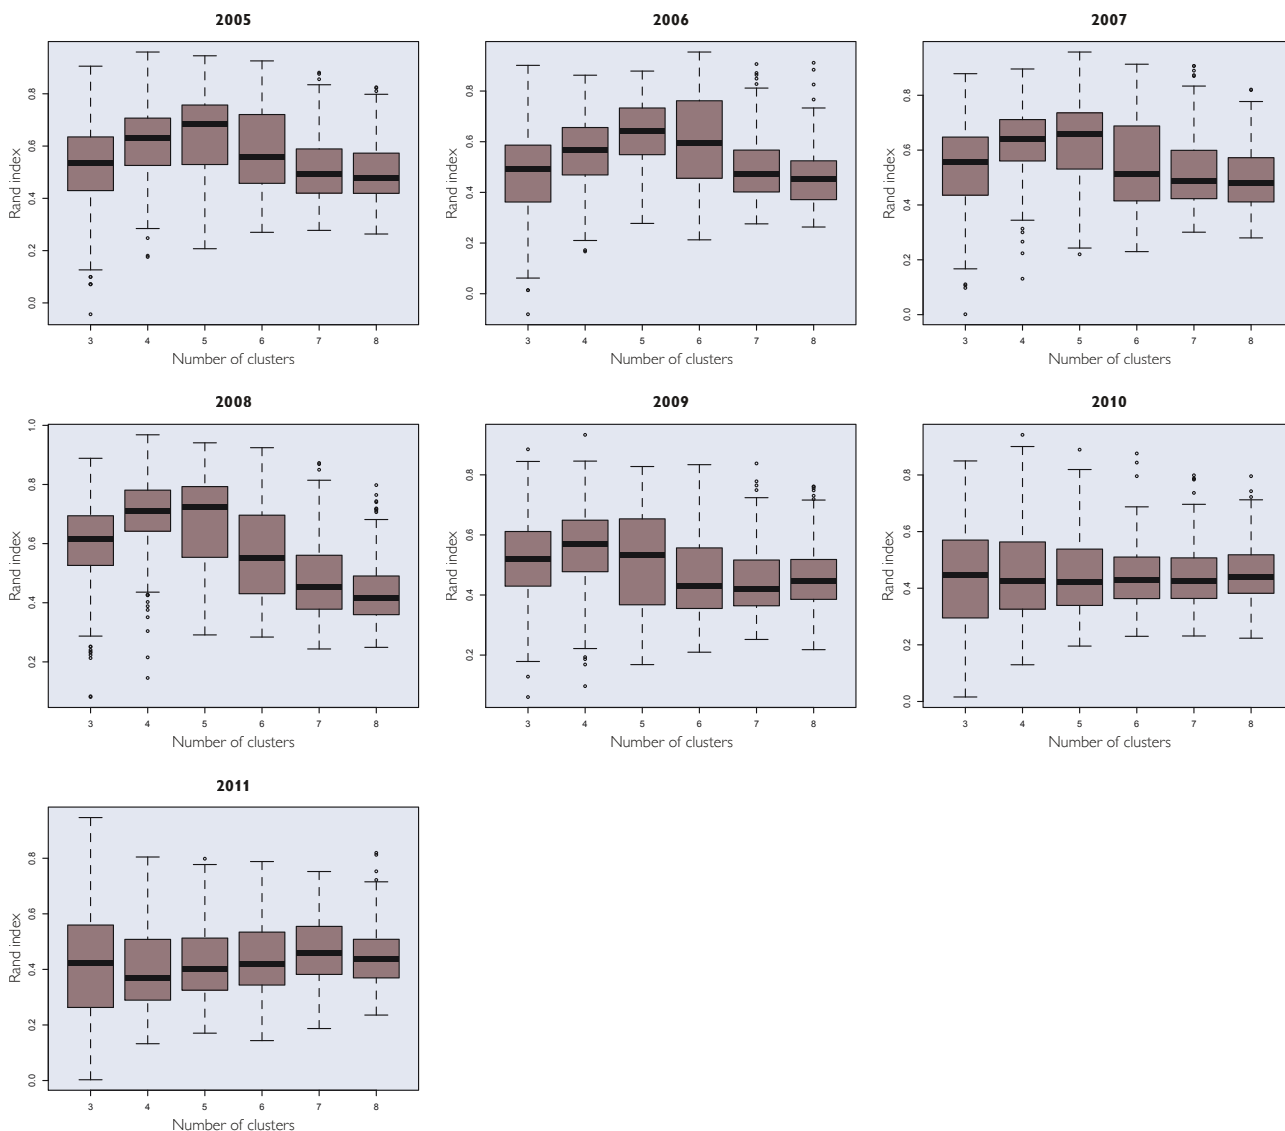 2005
Rand index
0.0 0.2 0.4 0.6 0.8
3 4 5 6 7 8
Number of clusters
2006
Rand index
0.0 0.2 0.4 0.6 0.8
3 4 5 6 7 8
Number of clusters
2007
Rand index
0.0 0.2 0.4 0.6 0.8
3 4 5 6 7 8
Number of clusters
2008
Rand index
0.2 0.4 0.6 0.8 1.0
3 4 5 6 7 8
Number of clusters
2009
Rand index
0.2 0.4 0.6 0.8
3 4 5 6 7 8
Number of clusters
2010
Rand index
0.0 0.2 0.4 0.6 0.8
3 4 5 6 7 8
Number of clusters
2011
Rand index
0.0 0.2 0.4 0.6 0.8
3 4 5 6 7 8
Number of clusters